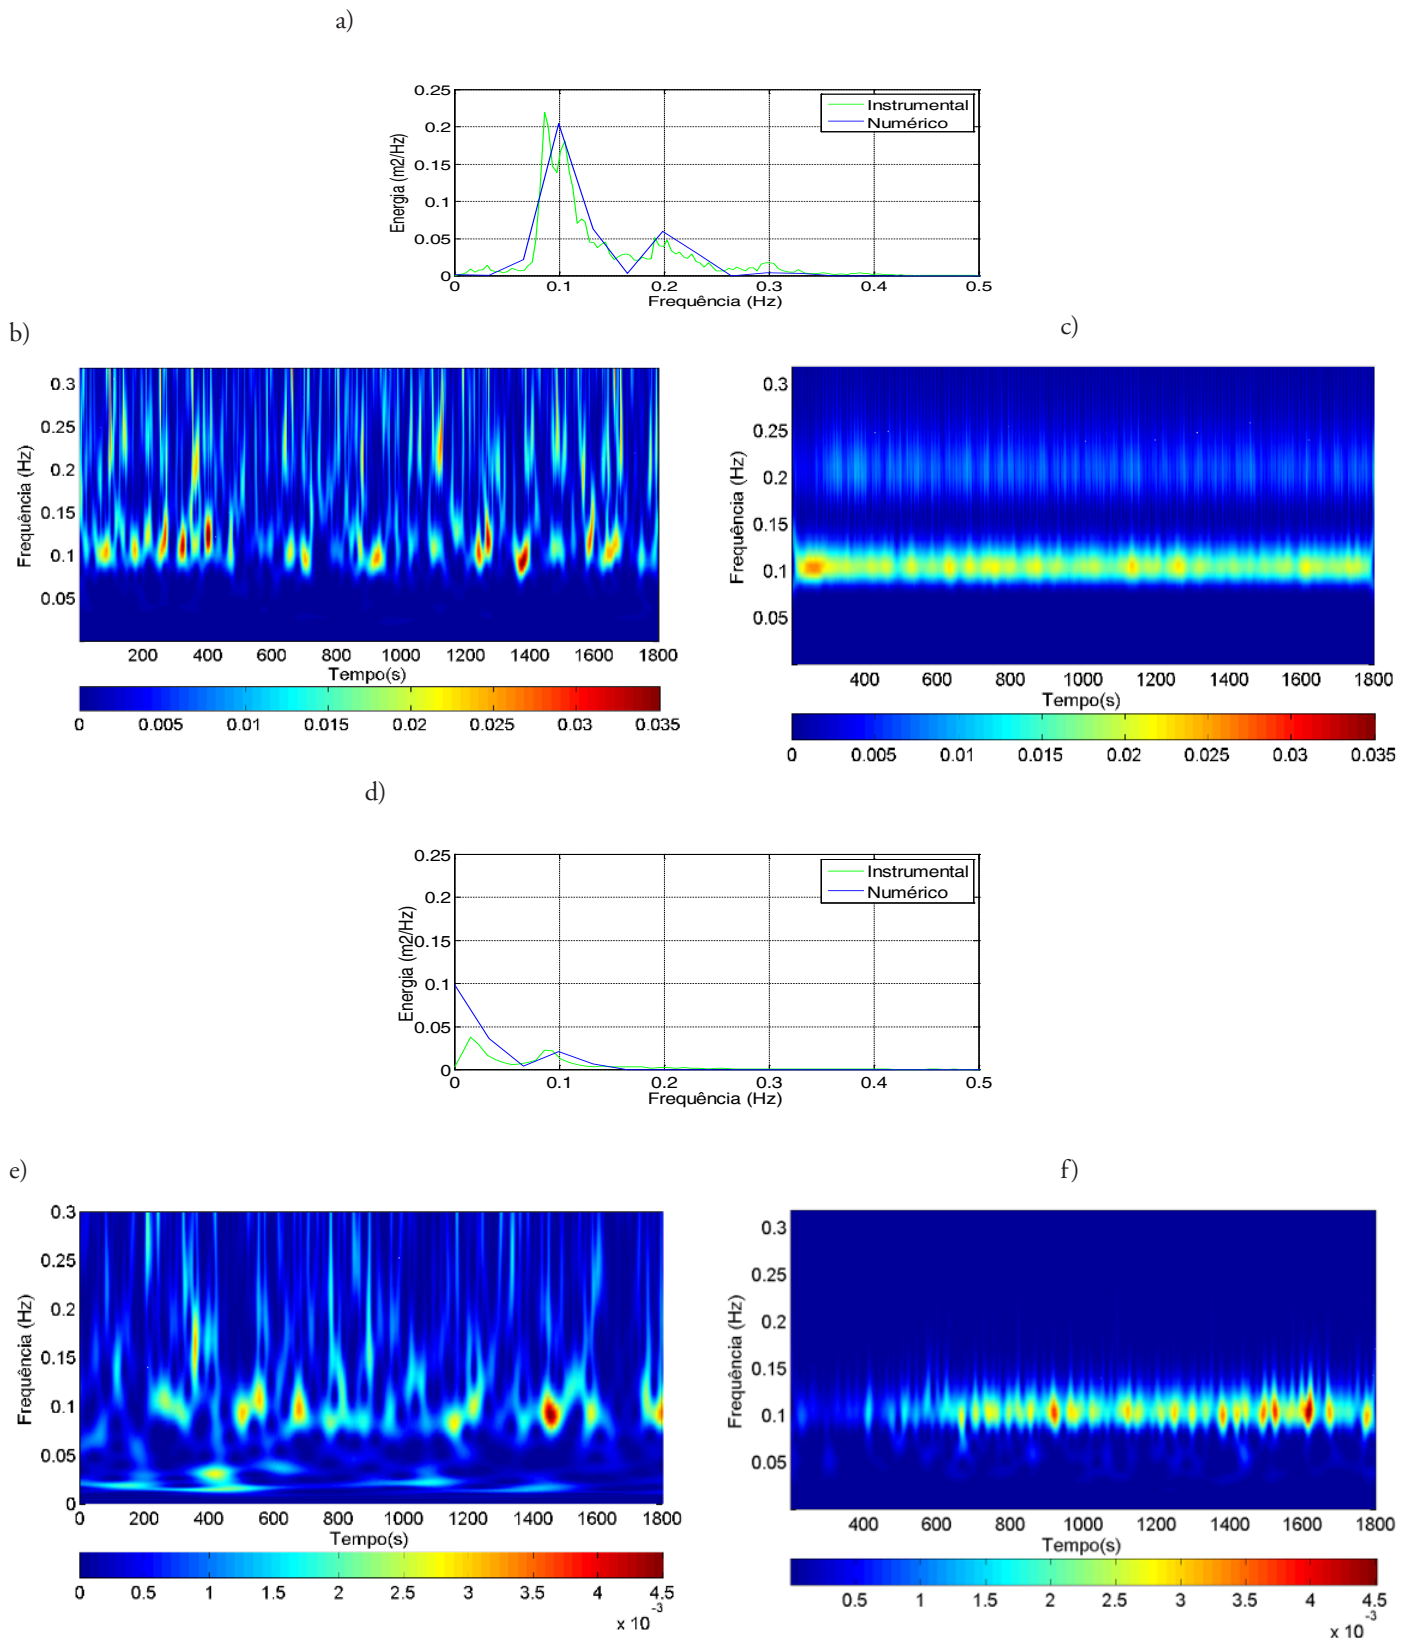 a)
0.25
0.2
0.15
0.1
0.05
0
Energia (m2/Hz)
Instrumental
Numérico
0 0.1 0.2 0.3 0.4 0.5
Frequência (Hz)
b)
0.3
0.25
0.2
0.15
0.1
0.05
Frequência (Hz)
200 400 600 800 1000 1200 1400 1600 1800
Tempo(s)
0 0.005 0.01 0.015 0.02 0.025 0.03 0.035
c)
0.3
0.25
0.2
0.15
0.1
0.05
Frequência (Hz)
400 600 800 1000 1200 1400 1600 1800
Tempo(s)
0 0.005 0.01 0.015 0.02 0.025 0.03 0.035
d)
0.25
0.2
0.15
0.1
0.05
0
Energia (m2/Hz)
Instrumental
Numérico
0 0.1 0.2 0.3 0.4 0.5
Frequência (Hz)
e)
0.3
0.25
0.2
0.15
0.1
0.05
0
Frequência (Hz)
0 200 400 600 800 1000 1200 1400 1600 1800
Tempo(s)
0 0.5 1 1.5 2 2.5 3 3.5 4 4.5
x 10⁻³
f)
0.3
0.25
0.2
0.15
0.1
0.05
Frequência (Hz)
400 600 800 1000 1200 1400 1600 1800
Tempo(s)
0.5 1 1.5 2 2.5 3 3.5 4 4.5
x 10⁻³